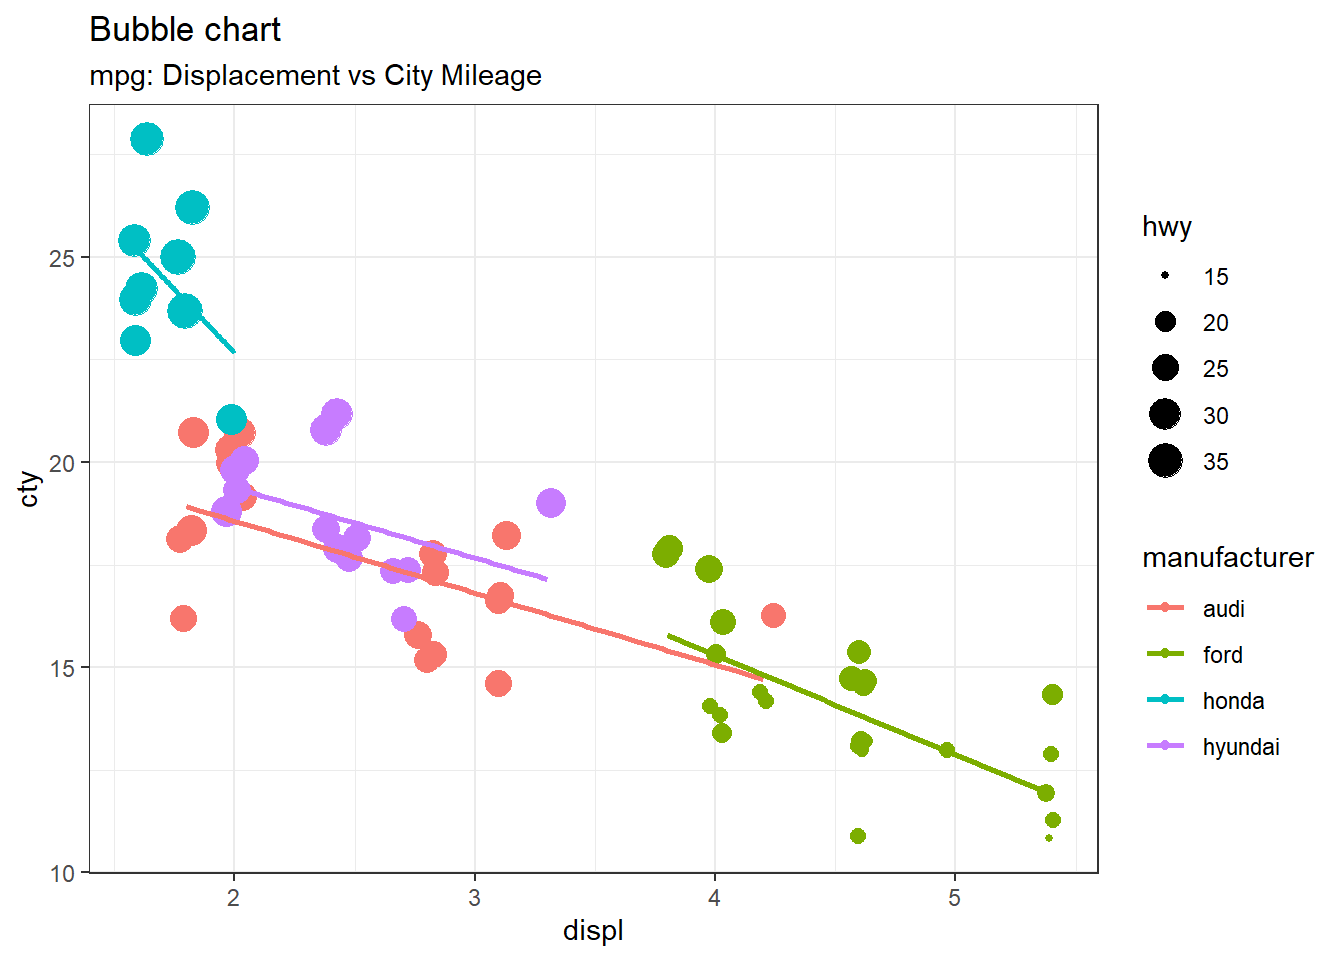 Bubble chart
mpg: Displacement vs City Mileage
cty
25
20
15
10
2 3 4 5
displ
hwy
15
20
25
30
35
manufacturer
audi
ford
honda
hyundai